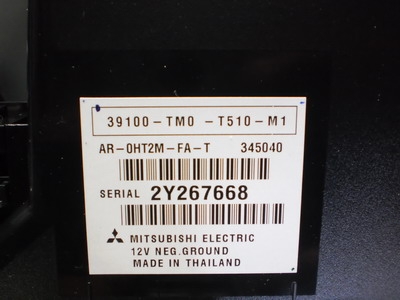 39100-TM0 -T510-M1
AR-0HT2M-FA-T 345040
SERIAL 2Y267668
MITSUBISHI ELECTRIC
12V NEG.GROUND
MADE IN THAILAND